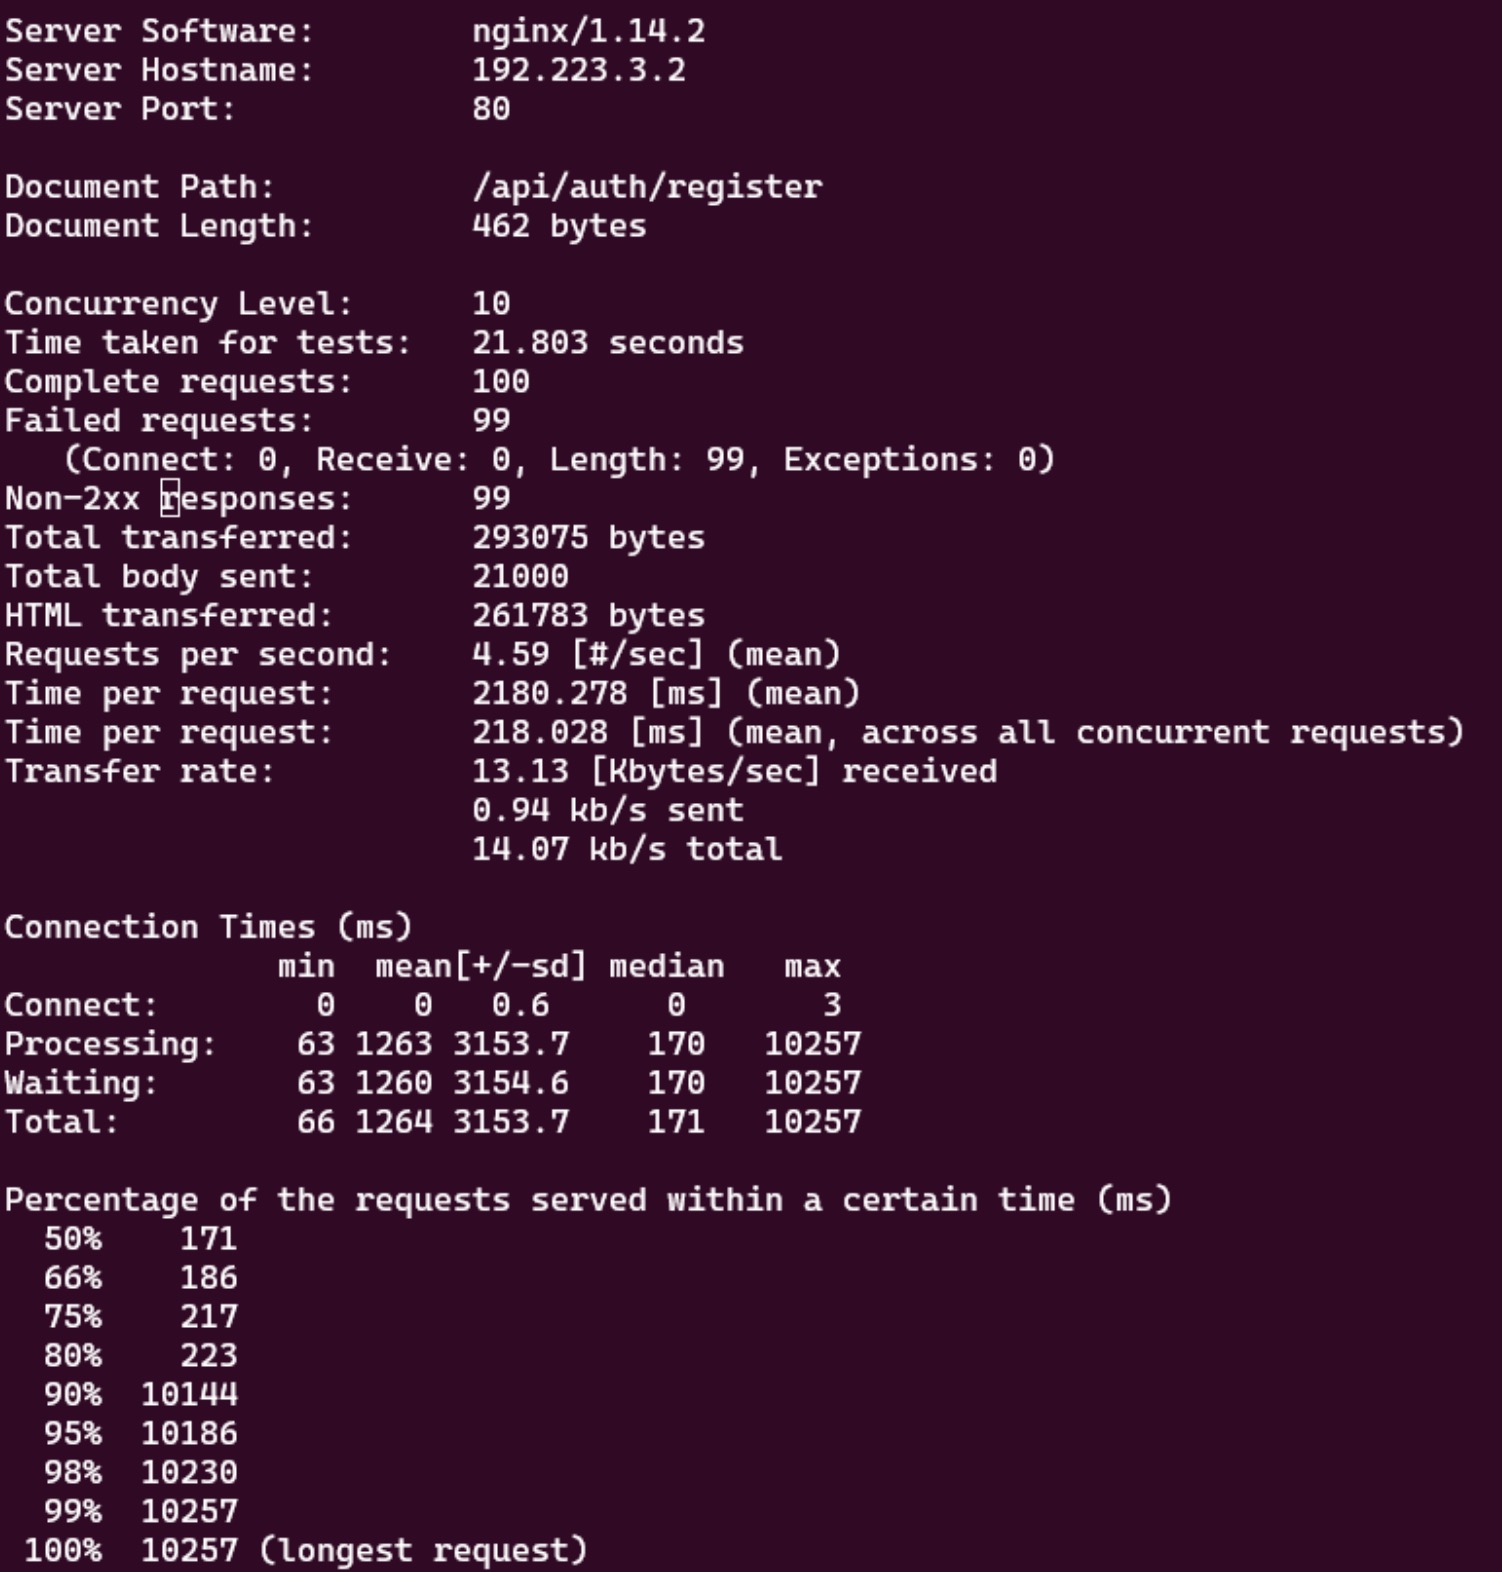 Server Software:        nginx/1.14.2
Server Hostname:        192.223.3.2
Server Port:            80

Document Path:          /api/auth/register
Document Length:        462 bytes

Concurrency Level:      10
Time taken for tests:   21.803 seconds
Complete requests:      100
Failed requests:        99
   (Connect: 0, Receive: 0, Length: 99, Exceptions: 0)
Non-2xx responses:      99
Total transferred:      293075 bytes
Total body sent:        21000
HTML transferred:       261783 bytes
Requests per second:    4.59 [#/sec] (mean)
Time per request:       2180.278 [ms] (mean)
Time per request:       218.028 [ms] (mean, across all concurrent requests)
Transfer rate:          13.13 [Kbytes/sec] received
                        0.94 kb/s sent
                        14.07 kb/s total

Connection Times (ms)
              min  mean[+/-sd] median   max
Connect:        0    0   0.6      0       3
Processing:    63 1263 3153.7    170   10257
Waiting:       63 1260 3154.6    170   10257
Total:         66 1264 3153.7    171   10257

Percentage of the requests served within a certain time (ms)
  50%    171
  66%    186
  75%    217
  80%    223
  90%  10144
  95%  10186
  98%  10230
  99%  10257
 100%  10257 (longest request)